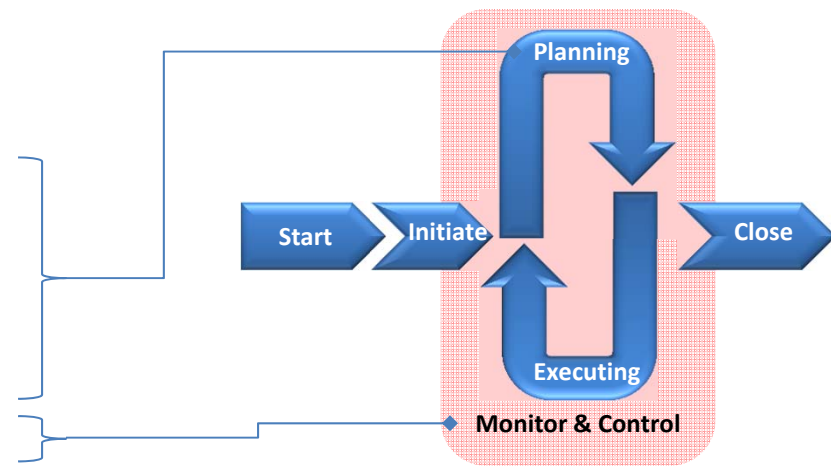 Planning
Start
Initiate
Close
Executing
Monitor & Control